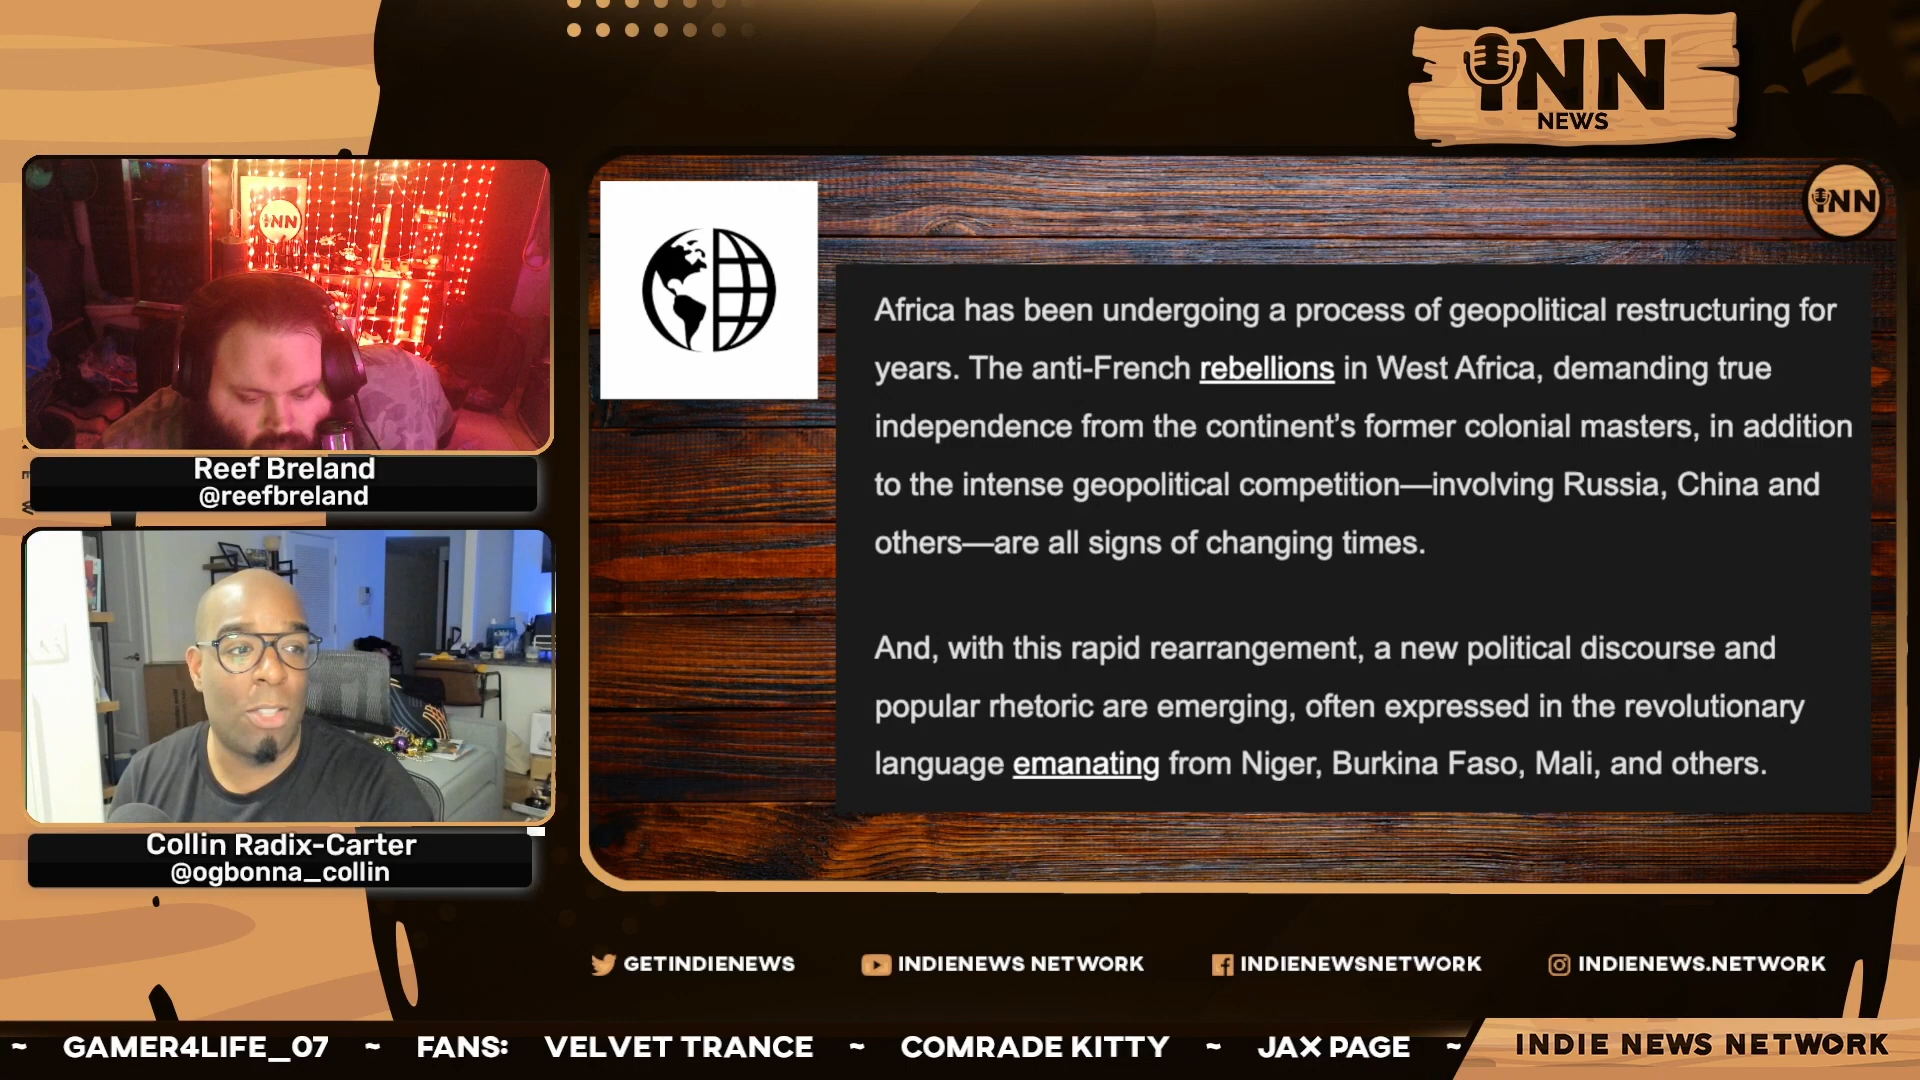 iNN
NEWS
iNN
iNN
Africa has been undergoing a process of geopolitical restructuring for
years. The anti-French rebellions in West Africa, demanding true
independence from the continent’s former colonial masters, in addition
to the intense geopolitical competition—involving Russia, China and
others—are all signs of changing times.
And, with this rapid rearrangement, a new political discourse and
popular rhetoric are emerging, often expressed in the revolutionary
language emanating from Niger, Burkina Faso, Mali, and others.
Reef Breland
@reefbreland
Collin Radix-Carter
@ogbonna_collin
GETINDIENEWS
INDIENEWS NETWORK
INDIENEWSNETWORK
INDIENEWS.NETWORK
~ GAMER4LIFE_07 ~ FANS: VELVET TRANCE ~ COMRADE KITTY ~ JAX PAGE ~
INDIE NEWS NETWORK